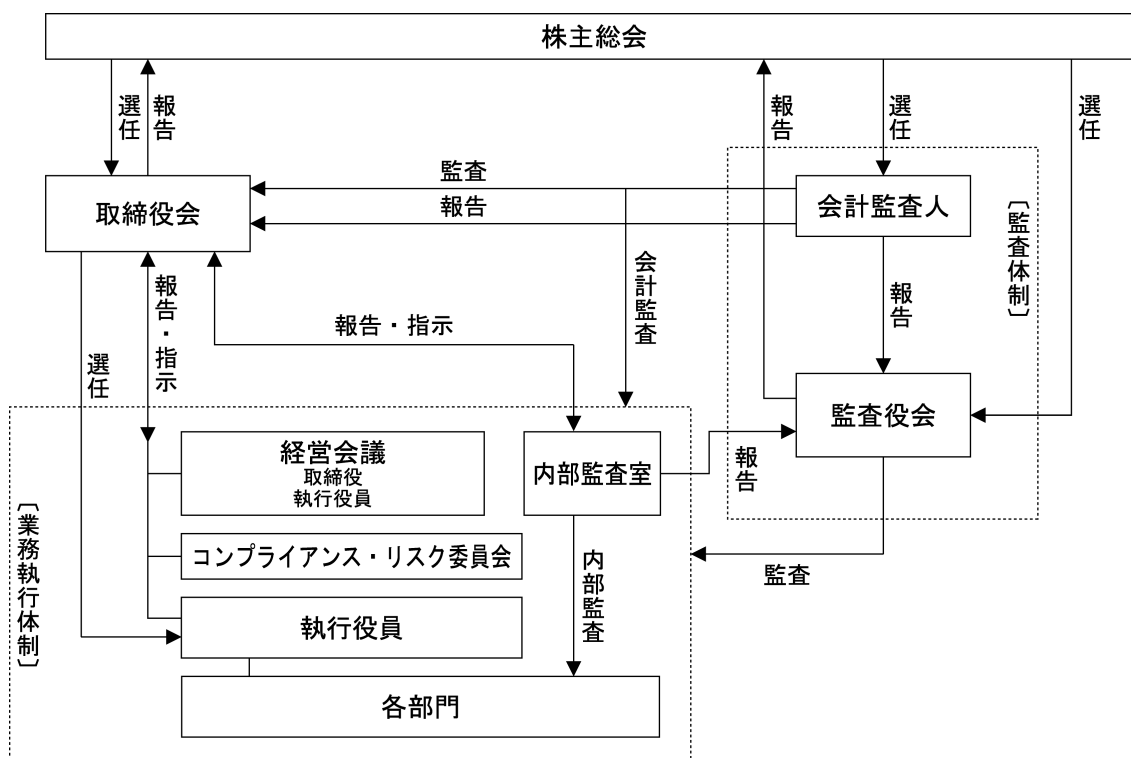 株主総会
選任
報告
報告
選任
選任
監査
報告
取締役会
会計監査人
〔監査体制〕
報告・指示
報告・指示
会計監査
報告
選任
監査役会
経営会議
取締役
執行役員
内部監査室
報告
コンプライアンス・リスク委員会
内部監査
監査
〔業務執行体制〕
執行役員
各部門